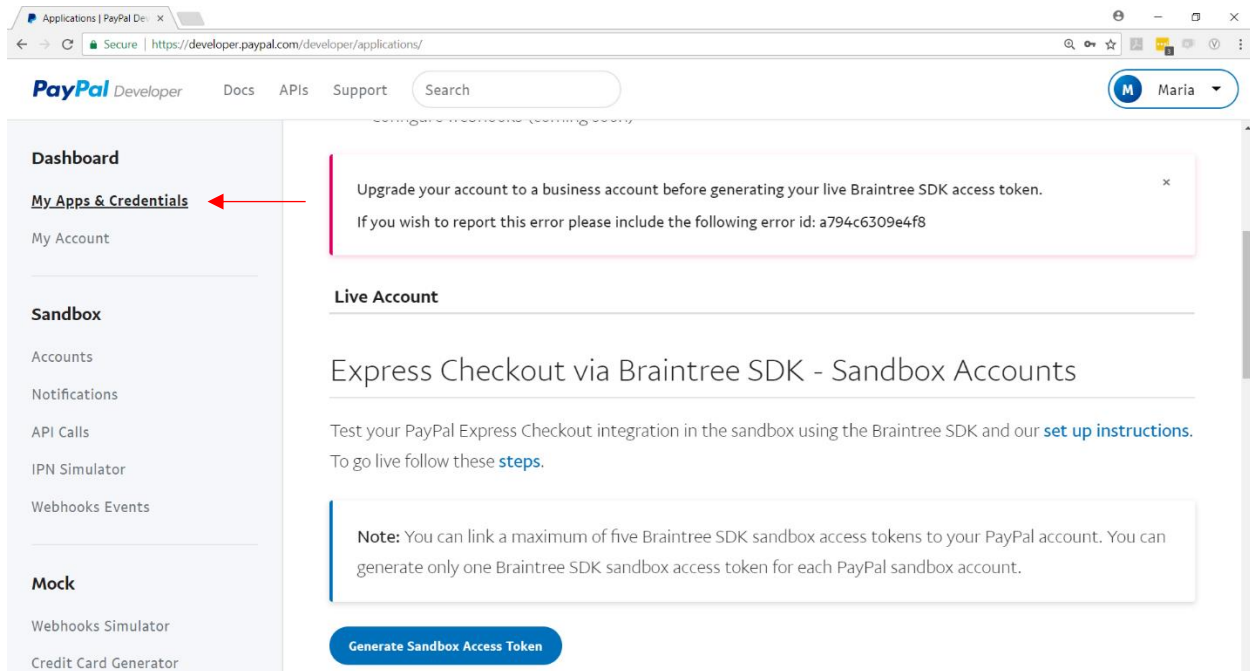 Applications | PayPal Dev
Secure | https://developer.paypal.com/developer/applications/
PayPal Developer Docs APIs Support Search M Maria
configure webhooks (coming soon)
Dashboard
My Apps & Credentials
My Account
Sandbox
Accounts
Notifications
API Calls
IPN Simulator
Webhooks Events
Mock
Webhooks Simulator
Credit Card Generator
Upgrade your account to a business account before generating your live Braintree SDK access token.
If you wish to report this error please include the following error id: a794c6309e4f8
Live Account
Express Checkout via Braintree SDK - Sandbox Accounts
Test your PayPal Express Checkout integration in the sandbox using the Braintree SDK and our set up instructions.
To go live follow these steps.
Note: You can link a maximum of five Braintree SDK sandbox access tokens to your PayPal account. You can
generate only one Braintree SDK sandbox access token for each PayPal sandbox account.
Generate Sandbox Access Token